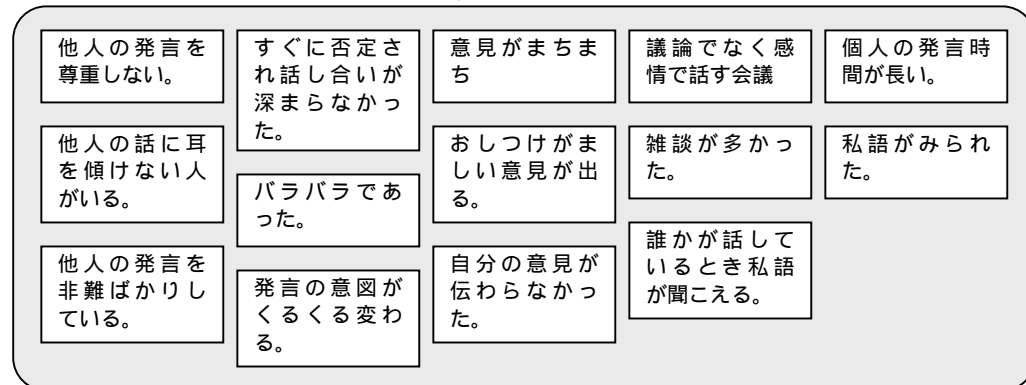 他人の発言を
尊重しない。
他人の話に耳
を傾けない人
がいる。
他人の発言を
非難ばかりし
ている。
すぐに否定さ
れ話し合いが
深まらなかっ
た。
バラバラであ
った。
発言の意図が
くるくる変わ
る。
意見がまちま
ち
おしつけがま
しい意見が出
る。
自分の意見が
伝わらなかっ
た。
議論でなく感
情で話す会議
雑談が多かっ
た。
誰かが話して
いるとき私語
が聞こえる。
個人の発言時
間が長い。
私語がみられ
た。